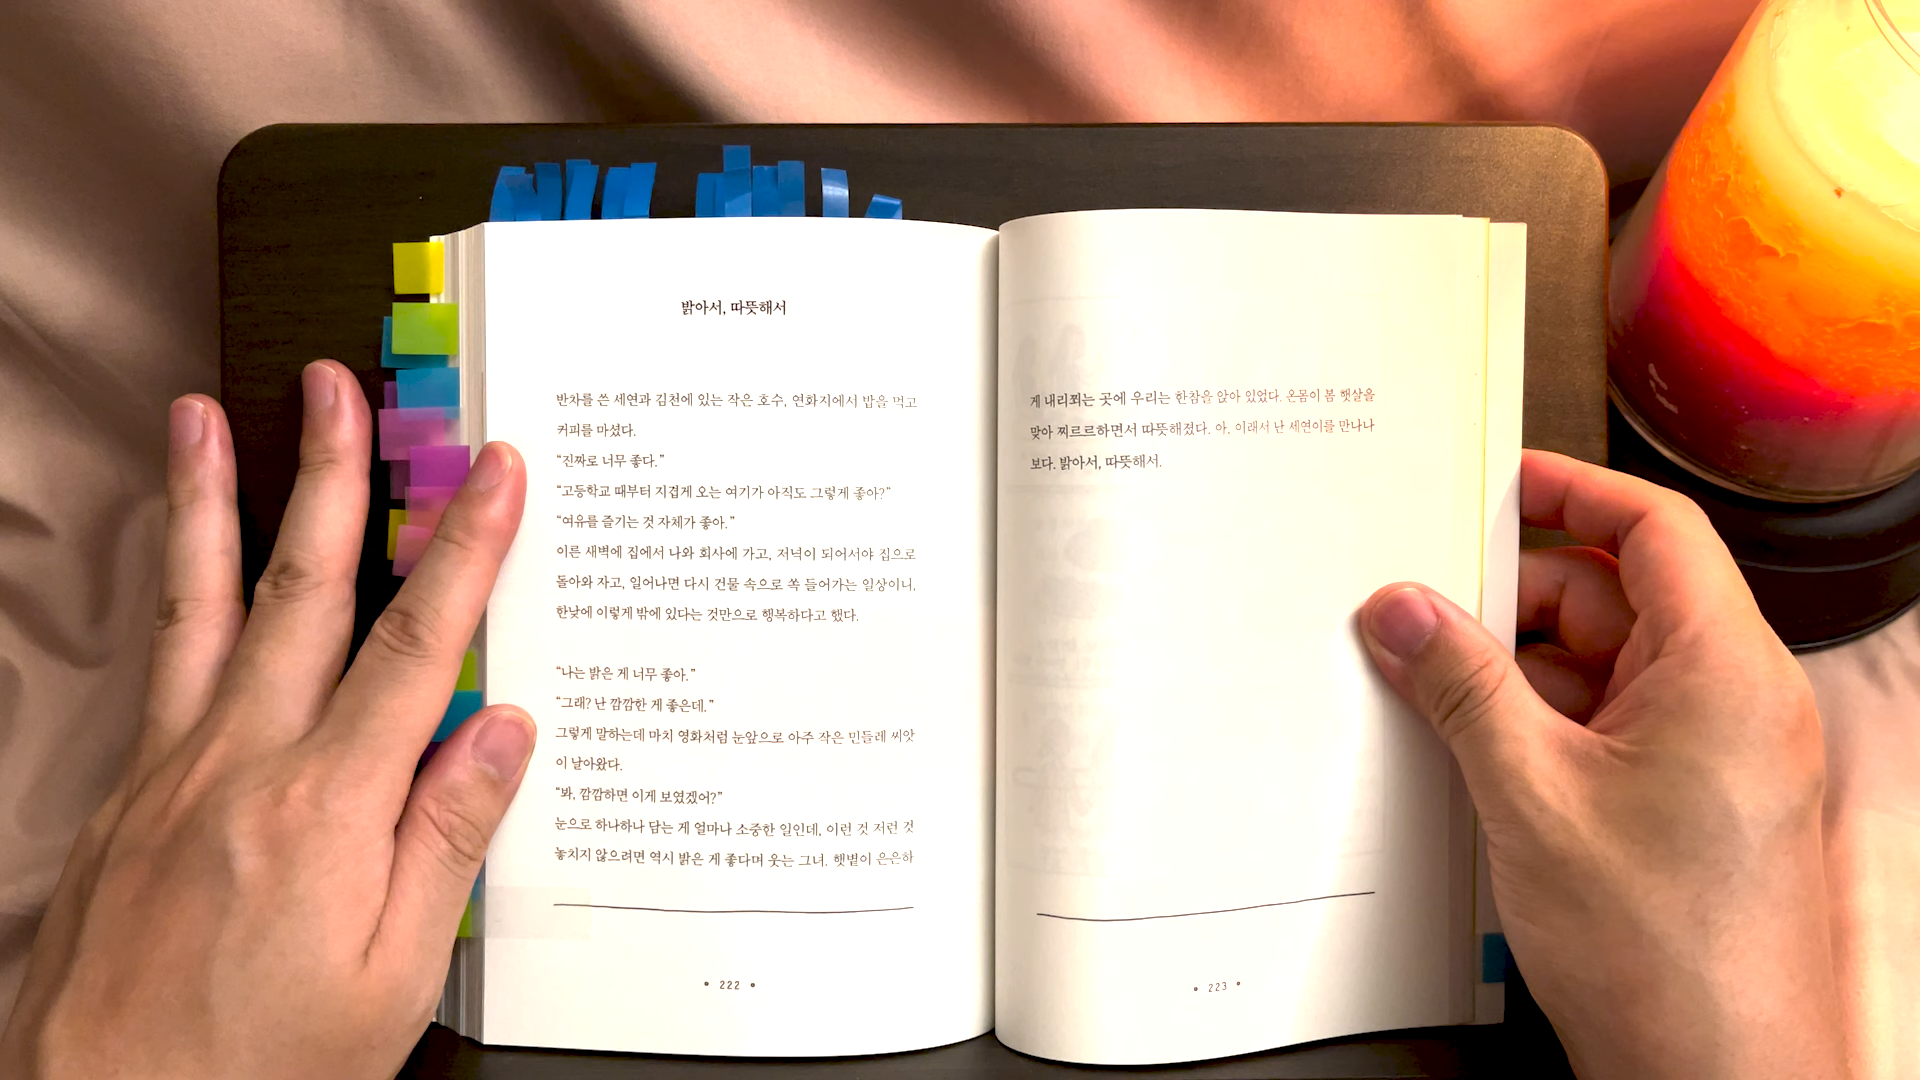 밝아서, 따뜻해서
반차를 쓴 세연과 김천에 있는 작은 호수, 연화지에서 밥을 먹고
커피를 마셨다.
“진짜로 너무 좋다.”
“고등학교 때부터 지겹게 오는 여기가 아직도 그렇게 좋아?”
“여유를 즐기는 것 자체가 좋아.”
이른 새벽에 집에서 나와 회사에 가고, 저녁이 되어서야 집으로
돌아와 자고, 일어나면 다시 건물 속으로 쏙 들어가는 일상이니,
한낮에 이렇게 밖에 있다는 것만으로 행복하다고 했다.
“나는 밝은 게 너무 좋아.”
“그래? 난 깜깜한 게 좋은데.”
그렇게 말하는데 마치 영화처럼 눈앞으로 아주 작은 민들레 씨앗
이 날아왔다.
“봐, 깜깜하면 이게 보였겠어?”
눈으로 하나하나 담는 게 얼마나 소중한 일인데, 이런 것 저런 것
놓치지 않으려면 역시 밝은 게 좋다며 웃는 그녀. 햇볕이 은은하
222
게 내리쬐는 곳에 우리는 한참을 앉아 있었다. 온몸이 봄 햇살을
맞아 찌르르하면서 따뜻해졌다. 아, 이래서 난 세연이를 만나나
보다. 밝아서, 따뜻해서.
223